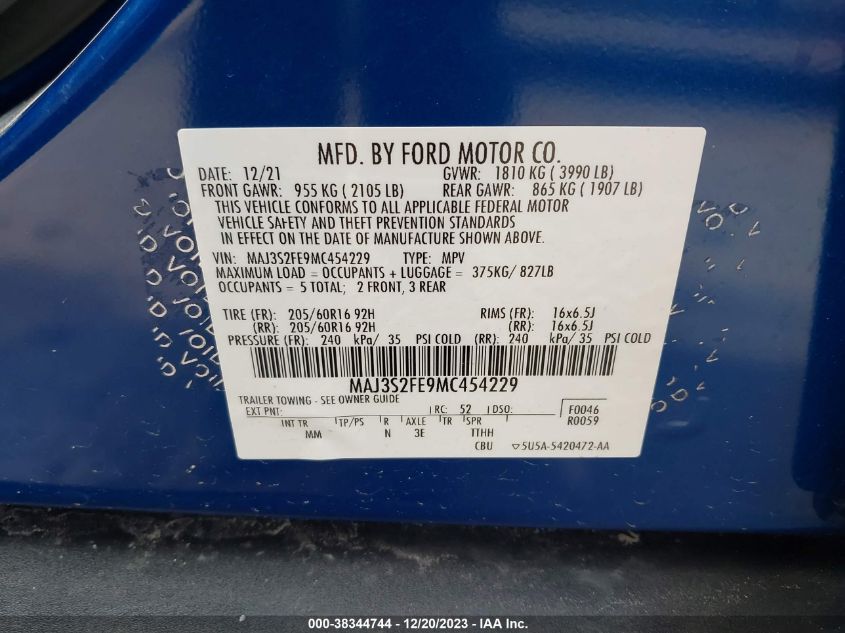 MFD. BY FORD MOTOR CO.
DATE: 12/21 GVWR: 1810 KG ( 3990 LB)
FRONT GAWR: 955 KG ( 2105 LB) REAR GAWR: 865 KG ( 1907 LB)
THIS VEHICLE CONFORMS TO ALL APPLICABLE FEDERAL MOTOR
VEHICLE SAFETY AND THEFT PREVENTION STANDARDS
IN EFFECT ON THE DATE OF MANUFACTURE SHOWN ABOVE.
VIN: MAJ3S2FE9MC454229 TYPE: MPV
MAXIMUM LOAD = OCCUPANTS + LUGGAGE = 375KG/ 827LB
OCCUPANTS = 5 TOTAL; 2 FRONT, 3 REAR
TIRE (FR): 205/60R16 92H RIMS (FR): 16x6.5J
(RR): 205/60R16 92H (RR): 16x6.5J
PRESSURE (FR): 240 kPa/ 35 PSI COLD (RR): 240 kPa/ 35 PSI COLD
MAJ3S2FE9MC454229
TRAILER TOWING - SEE OWNER GUIDE
EXT PNT: RC: 52 DSO: F0046
INT TR TP/PS R AXLE TR SPR R0059
MM N 3E TTHH
CBU 5U5A-5420472-AA
000-38344744 - 12/20/2023 - IAA Inc.